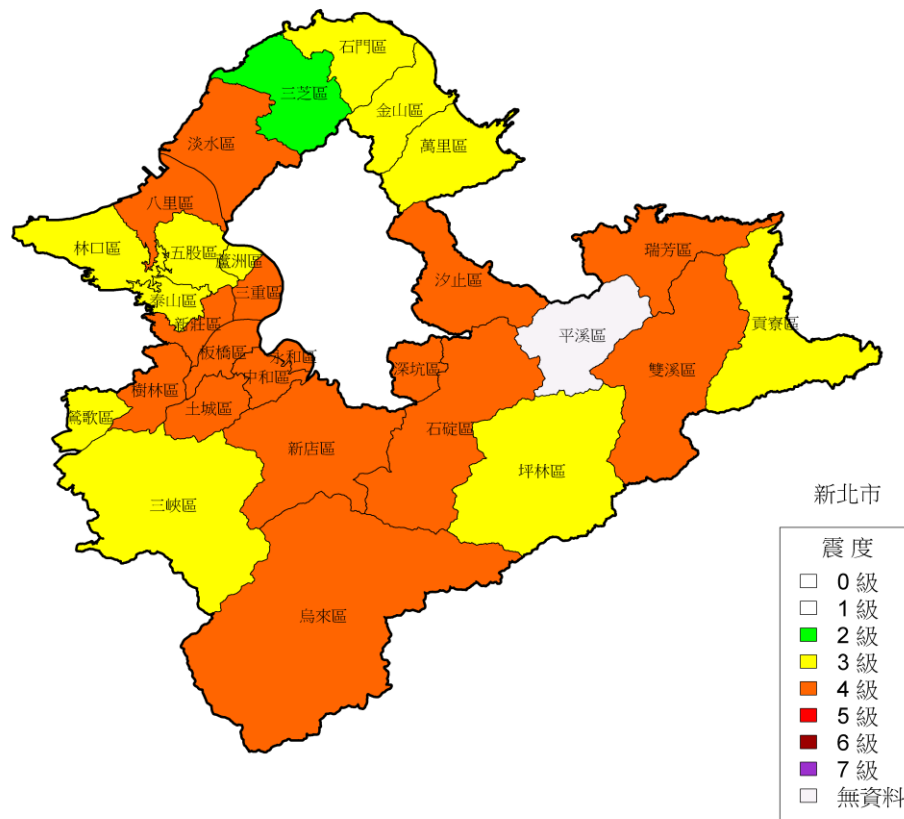 石門區
三芝區
金山區
淡水區
萬里區
八里區
林口區
五股區
蘆洲區
瑞芳區
汐止區
泰山區
三重區
新莊區
貢寮區
平溪區
板橋區
永和區
深坑區
雙溪區
中和區
樹林區
土城區
鶯歌區
石碇區
新店區
坪林區
三峽區
烏來區
新北市
震度
0 級
1 級
2 級
3 級
4 級
5 級
6 級
7 級
無資料